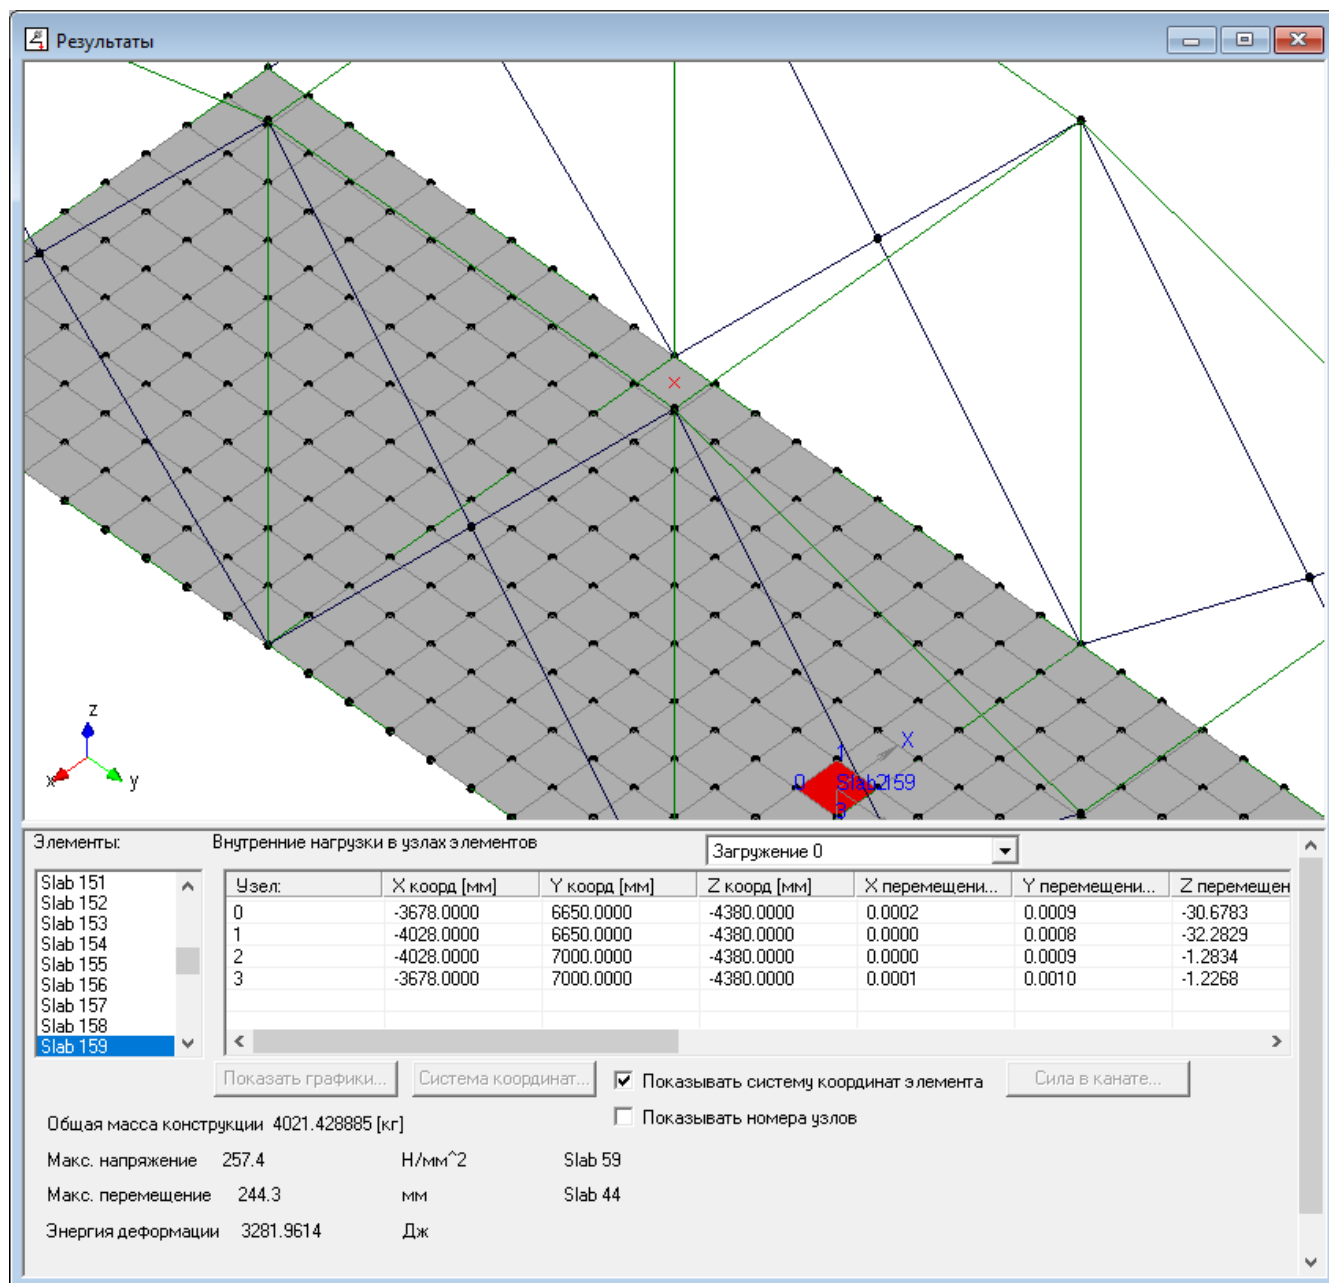 Результаты
X
z
x
y
1
X
0
Slab 159
2
3
Элементы:
Внутренние нагрузки в узлах элементов
Загружение 0
Slab 151
Slab 152
Slab 153
Slab 154
Slab 155
Slab 156
Slab 157
Slab 158
Slab 159
Узел: X коорд [мм] Y коорд [мм] Z коорд [мм] X перемещени... Y перемещени... Z перемещен
0 -3678.0000 6650.0000 -4380.0000 0.0002 0.0009 -30.6783
1 -4028.0000 6650.0000 -4380.0000 0.0000 0.0008 -32.2829
2 -4028.0000 7000.0000 -4380.0000 0.0000 0.0009 -1.2834
3 -3678.0000 7000.0000 -4380.0000 0.0001 0.0010 -1.2268
Показать графики... Система координат... Показывать систему координат элемента Сила в канате...
Показывать номера узлов
Общая масса конструкции 4021.428885 [кг]
Макс. напряжение 257.4 Н/мм^2 Slab 59
Макс. перемещение 244.3 мм Slab 44
Энергия деформации 3281.9614 Дж